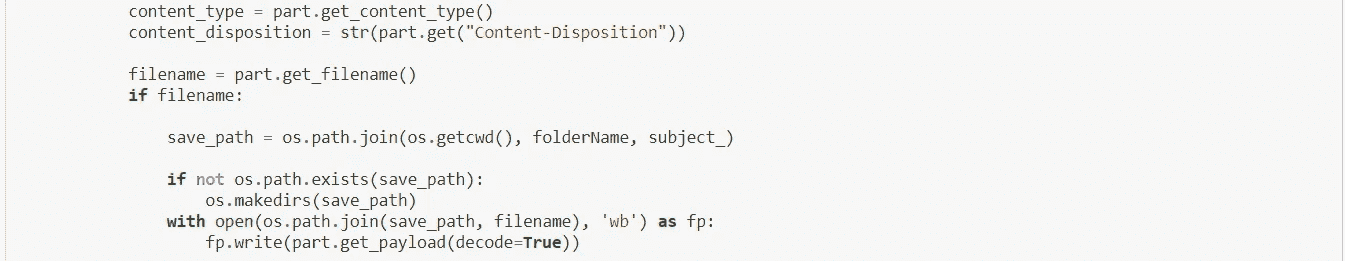 content_type = part.get_content_type()
content_disposition = str(part.get("Content-Disposition"))
filename = part.get_filename()
if filename:
save_path = os.path.join(os.getcwd(), folderName, subject_)
if not os.path.exists(save_path):
os.makedirs(save_path)
with open(os.path.join(save_path, filename), 'wb') as fp:
fp.write(part.get_payload(decode=True))